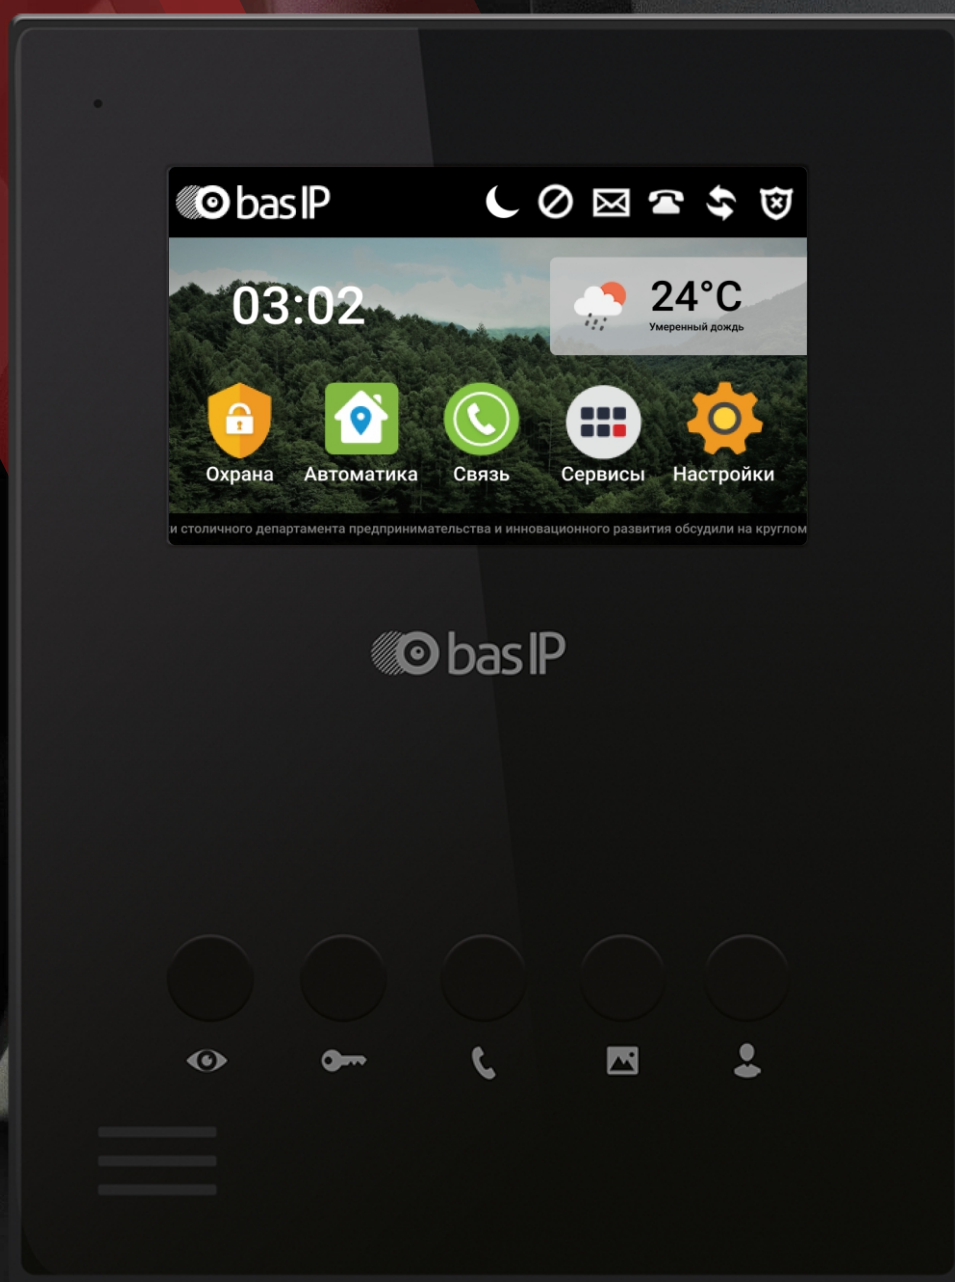 bas IP
03:02
24°C
Умеренный дождь
Охрана Автоматика Связь Сервисы Настройки
и столичного департамента предпринимательства и инновационного развития обсудили на круглом
bas IP